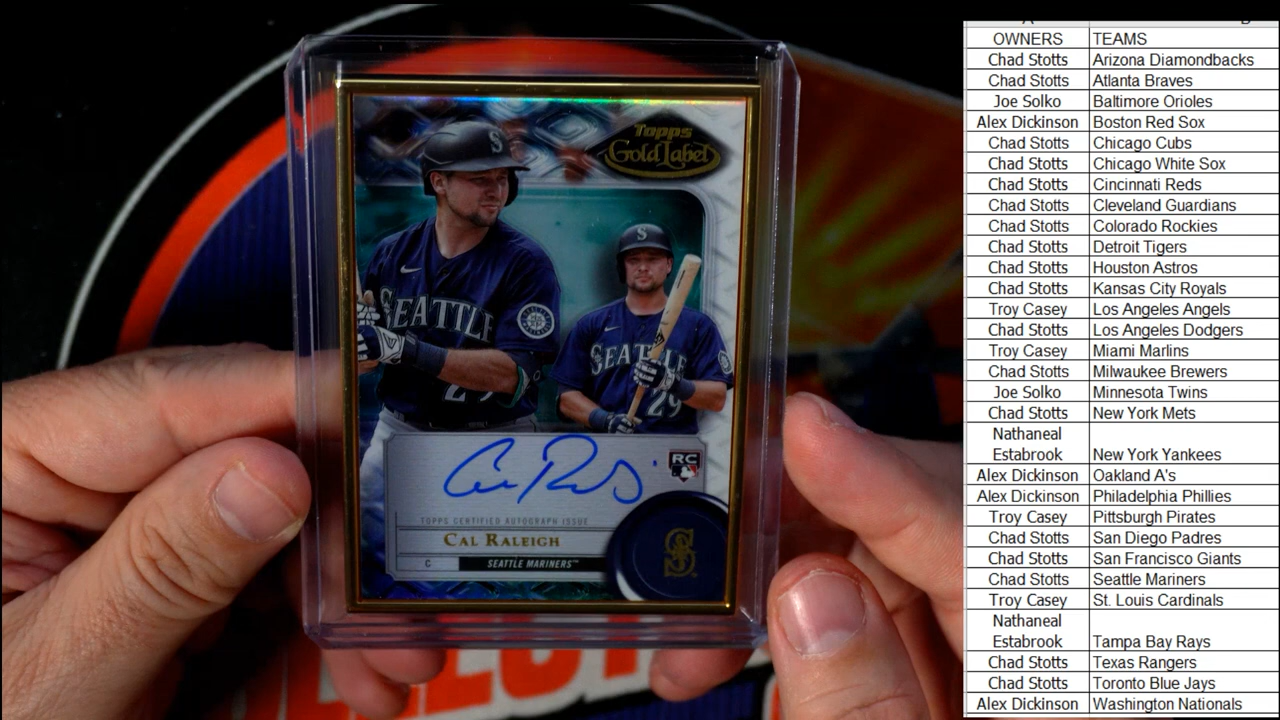 Topps
Gold Label
S
S
SEATTLE
SEATTLE
29
29
RC
TOPPS CERTIFIED AUTOGRAPH ISSUE
CAL RALEIGH
C SEATTLE MARINERS™
S
OWNERS TEAMS
Chad Stotts Arizona Diamondbacks
Chad Stotts Atlanta Braves
Joe Solko Baltimore Orioles
Alex Dickinson Boston Red Sox
Chad Stotts Chicago Cubs
Chad Stotts Chicago White Sox
Chad Stotts Cincinnati Reds
Chad Stotts Cleveland Guardians
Chad Stotts Colorado Rockies
Chad Stotts Detroit Tigers
Chad Stotts Houston Astros
Chad Stotts Kansas City Royals
Troy Casey Los Angeles Angels
Chad Stotts Los Angeles Dodgers
Troy Casey Miami Marlins
Chad Stotts Milwaukee Brewers
Joe Solko Minnesota Twins
Chad Stotts New York Mets
Nathaneal
Estabrook New York Yankees
Alex Dickinson Oakland A's
Alex Dickinson Philadelphia Phillies
Troy Casey Pittsburgh Pirates
Chad Stotts San Diego Padres
Chad Stotts San Francisco Giants
Chad Stotts Seattle Mariners
Troy Casey St. Louis Cardinals
Nathaneal
Estabrook Tampa Bay Rays
Chad Stotts Texas Rangers
Chad Stotts Toronto Blue Jays
Alex Dickinson Washington Nationals